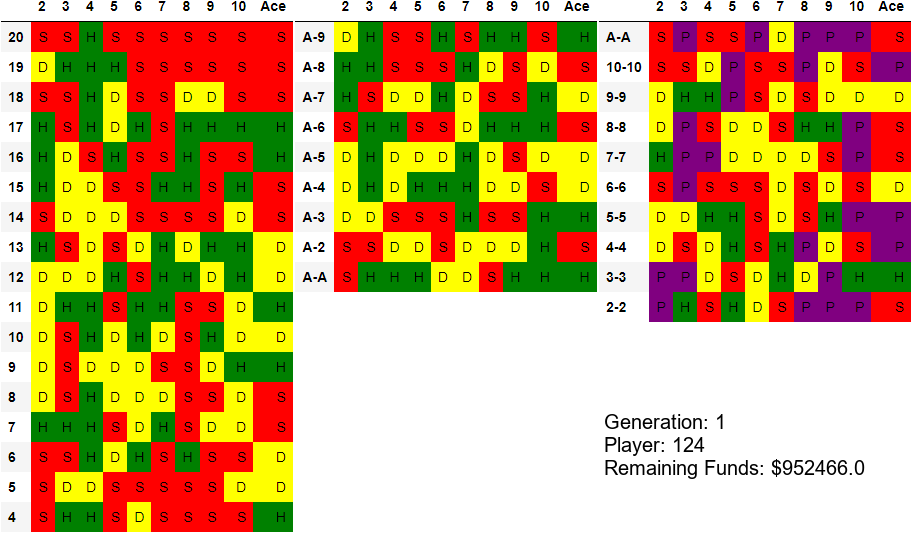 2 3 4 5 6 7 8 9 10 Ace
20 S S H S S S S S S S
19 D H H H S S S S S S
18 S S H D S D D S S S
17 H S H D H S H H H H
16 H D S H S S H S S H
15 H D D S S H H S H S
14 S D D D S S S S D S
13 H S D S D H D H H D
12 D D D H S H H D H D
11 D H H S H H S S D H
10 D S H D H D S H D D
9 D S D D D S S D H H
8 D S H D D D S S D S
7 H H H S D H S D D S
6 S S H D H S H S S D
5 S D D S S S S S D D
4 S H H S D S S S S H
2 3 4 5 6 7 8 9 10 Ace
A-9 D H S S H S H H S H
A-8 H H S S S H D S D S
A-7 H S D D H D S S H D
A-6 S H H S S D H H H S
A-5 D H D D D H D S D D
A-4 D H D H H H D D S D
A-3 D D S S S H S S H H
A-2 S S D D S D D D H S
A-A S H H H D D S H H H
2 3 4 5 6 7 8 9 10 Ace
A-A S P S S P D P P P S
10-10 S S D P S S P D S P
9-9 D H H P S D S D D D
8-8 D P S D D S H H P S
7-7 H P P D D D D S P S
6-6 S P S S S D S D S D
5-5 D D H H S D S H P P
4-4 D S D H S H P D S P
3-3 P P D S D H D P H H
2-2 P H S H D S P P P S
Generation: 1
Player: 124
Remaining Funds: $952466.0